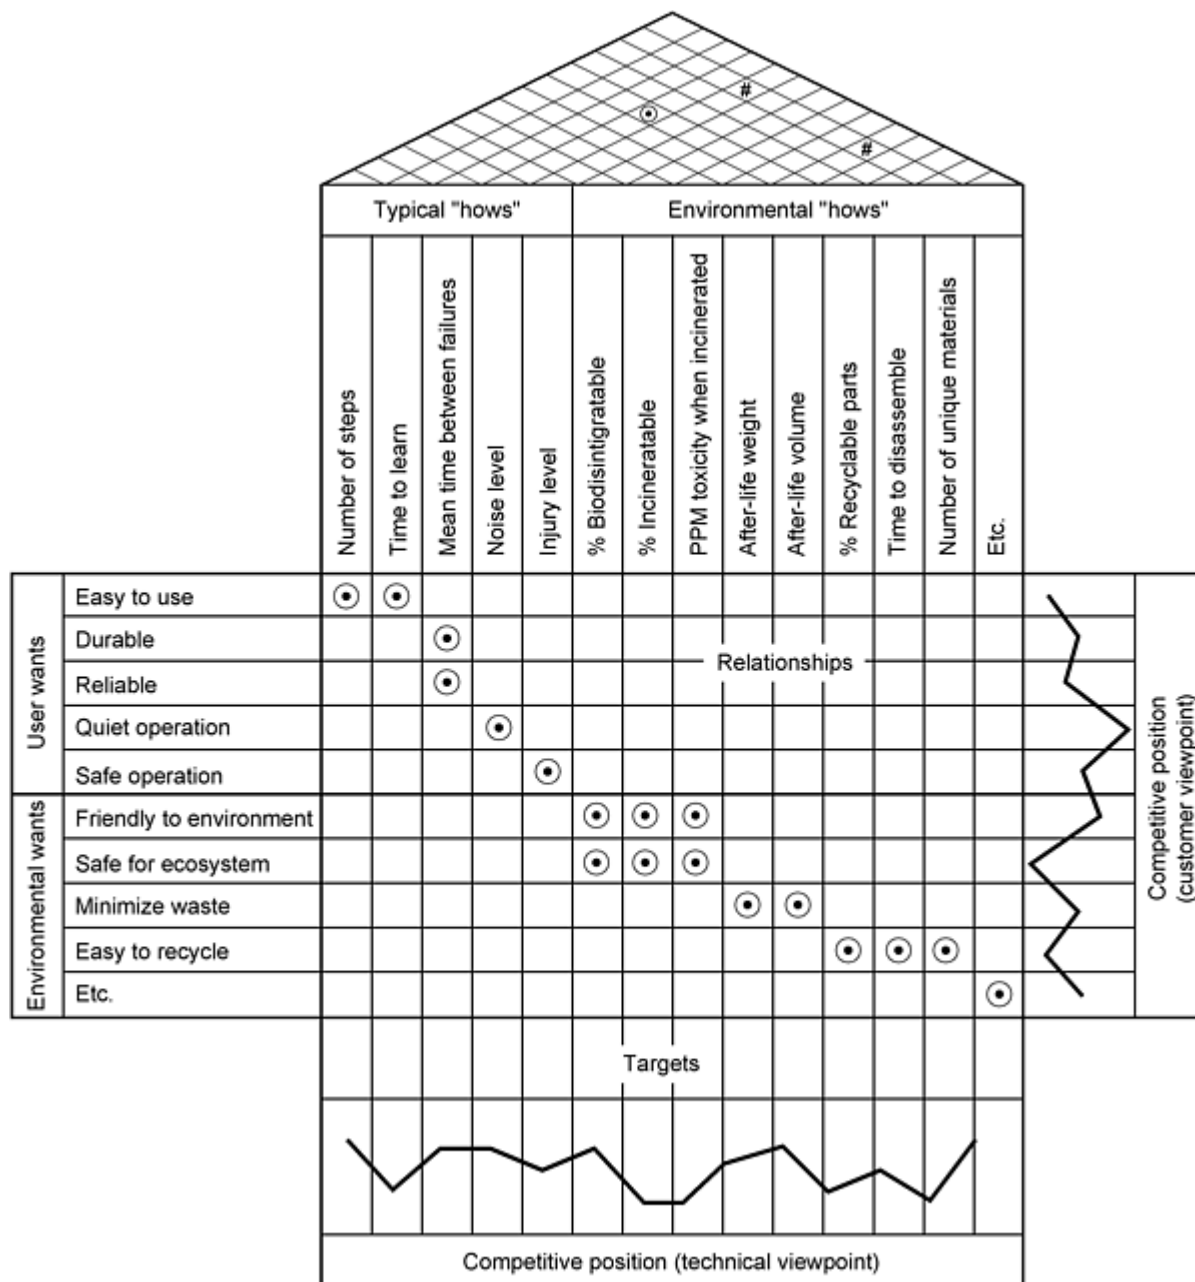 #
#
Typical "hows"
Environmental "hows"
Number of steps
Time to learn
Mean time between failures
Noise level
Injury level
% Biodisintigratable
% Incineratable
PPM toxicity when incinerated
After-life weight
After-life volume
% Recyclable parts
Time to disassemble
Number of unique materials
Etc.
User wants
Easy to use
Durable
Reliable
Quiet operation
Safe operation
Relationships
Environmental wants
Friendly to environment
Safe for ecosystem
Minimize waste
Easy to recycle
Etc.
Competitive position
(customer viewpoint)
Targets
Competitive position (technical viewpoint)